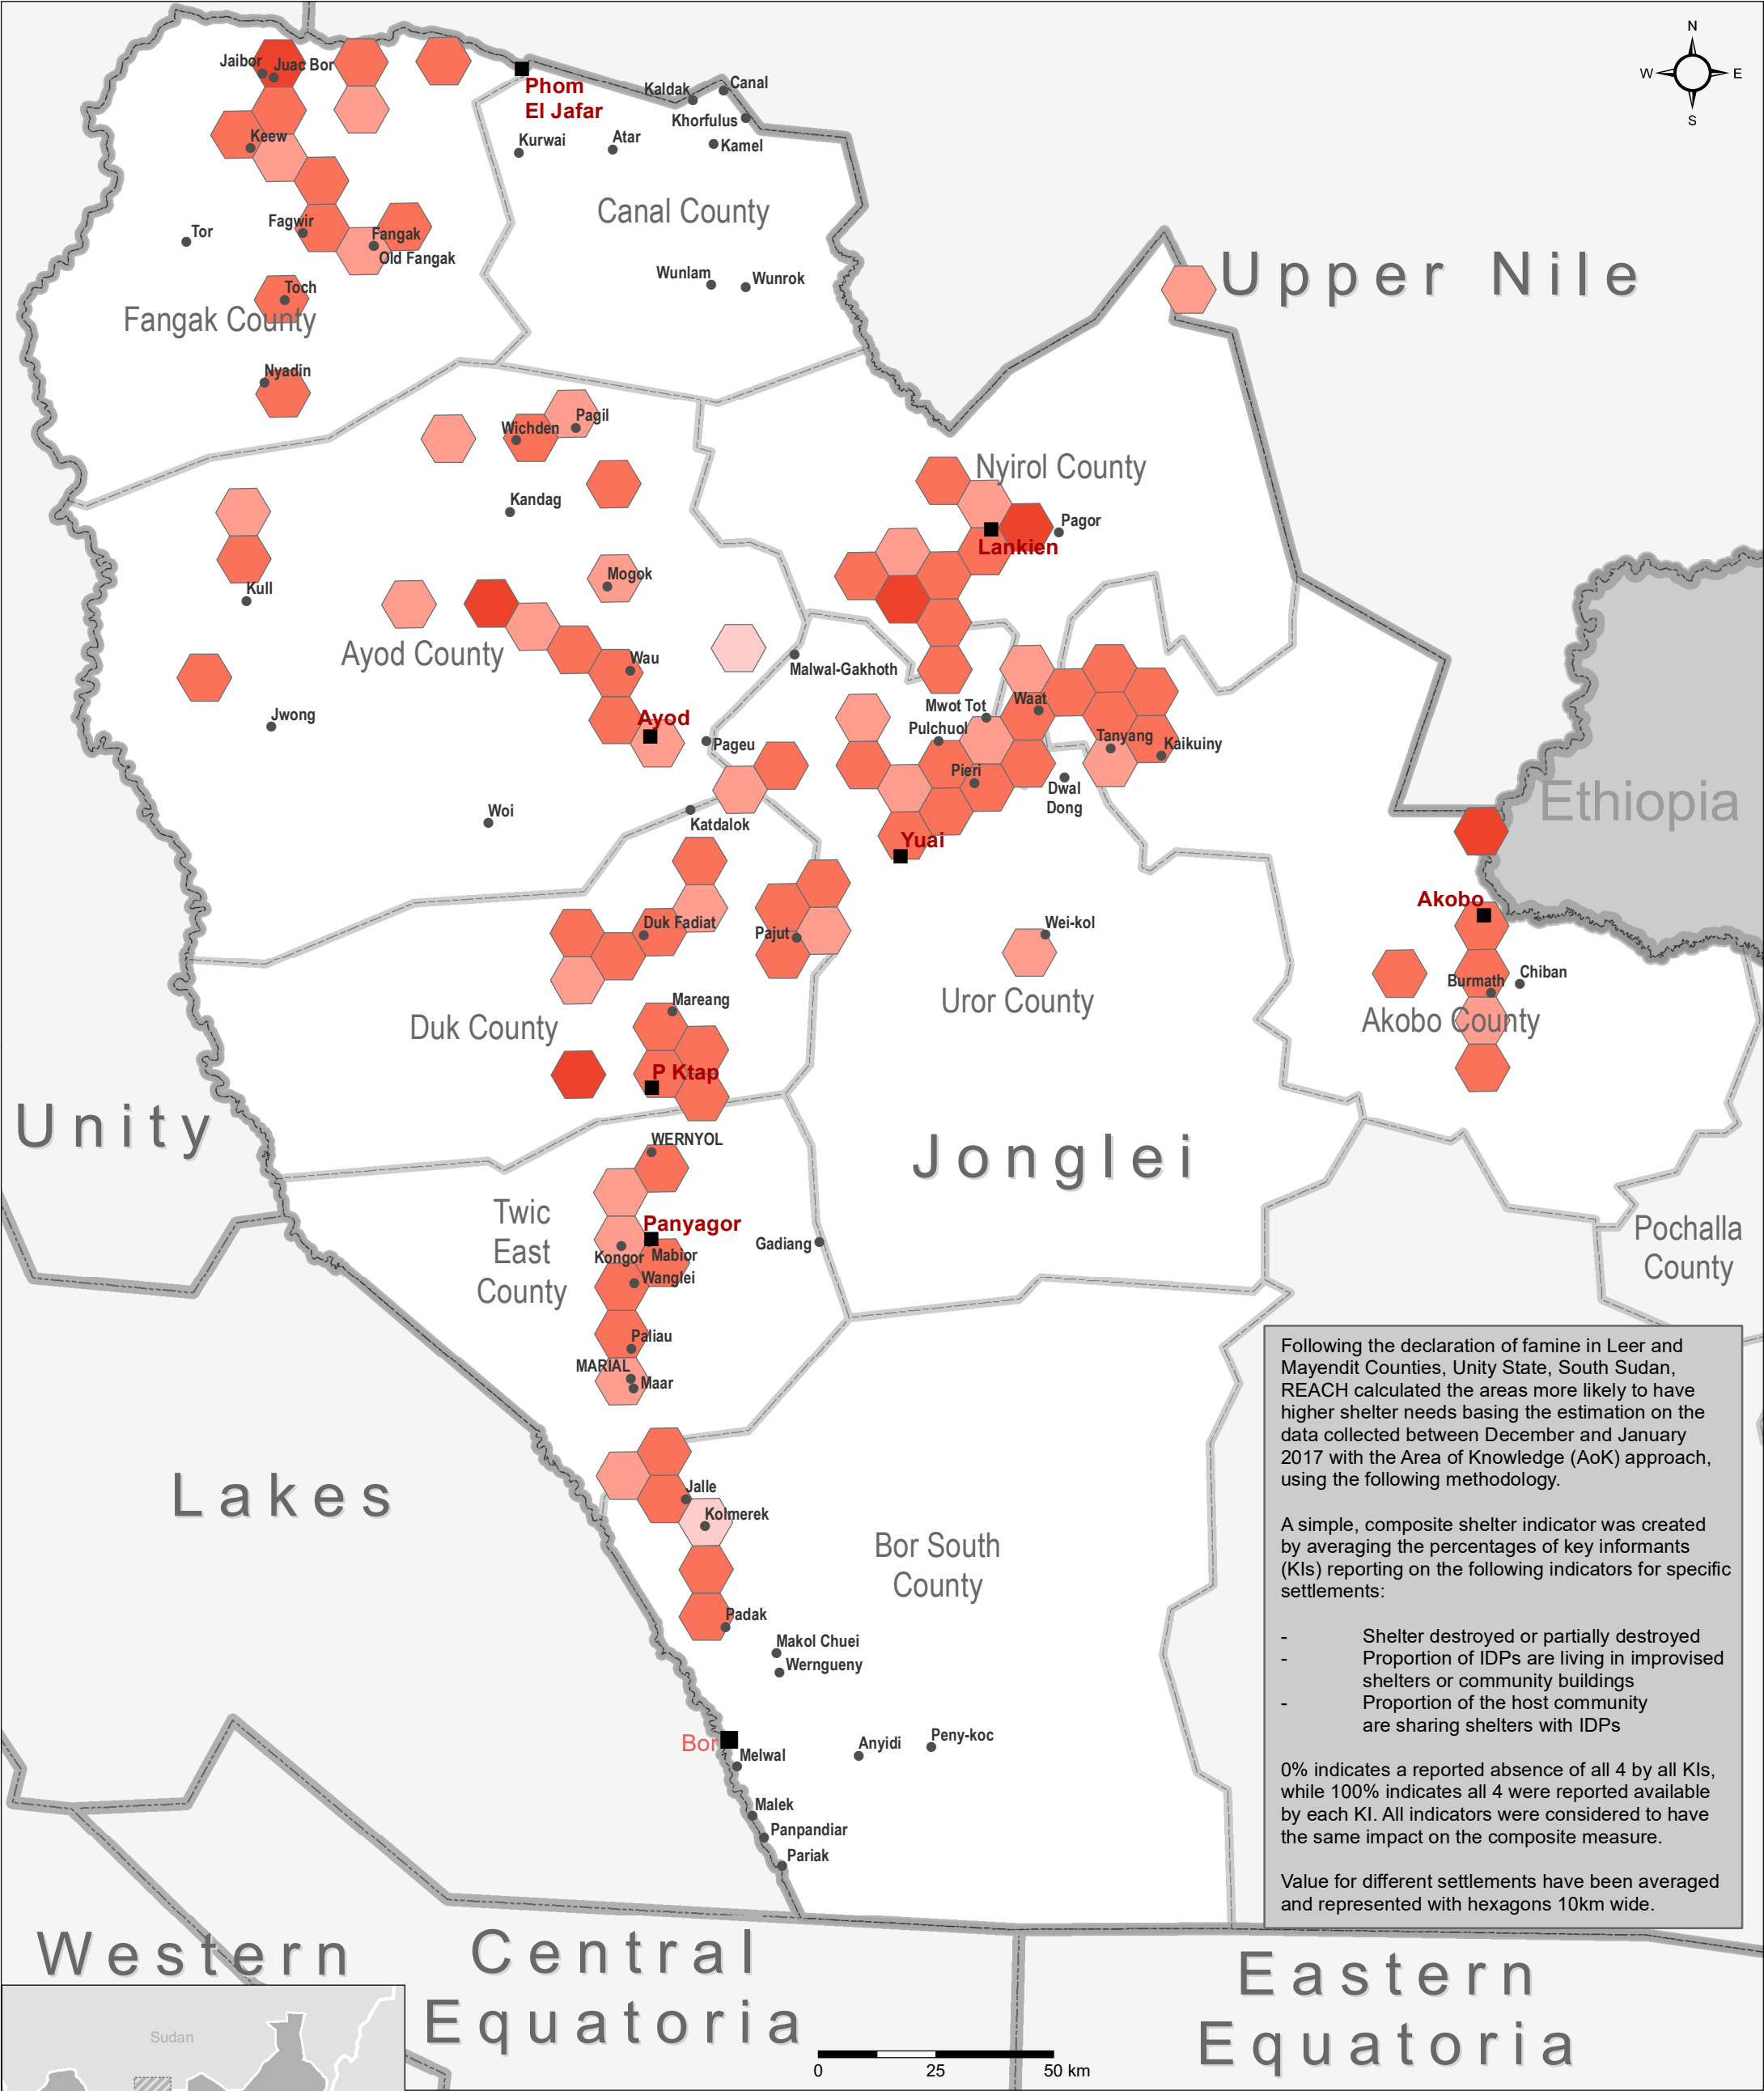 N
W
E
S
Jaibor
Juac Bor
Phom
El Jafar
Kaldak
Canal
Khorfulus
Kurwai
Atar
Kamel
Keew
Canal County
Tor
Fagwir
Fangak
Old Fangak
Wunlam
Wunrok
Upper Nile
Toch
Fangak County
Nyadin
Wichden
Pagil
Nyirol County
Kandag
Pagor
Lankien
Kull
Mogok
Ayod County
Wau
Malwal-Gakhoth
Jwong
Ayod
Pageu
Mwot Tot
Waat
Pulchuol
Tanyang
Kaikuiny
Pieri
Dwal
Dong
Woi
Katdalok
Yuai
Ethiopia
Akobo
Duk Fadiat
Pajut
Wei-kol
Burmath
Chiban
Mareang
Uror County
Akobo County
Duk County
P Ktap
Unity
WERNYOL
Jonglei
Twic
East
County
Panyagor
Kongor
Mabior
Gadiang
Wanglei
Pochalla
County
Paliau
MARIAL
Maar
Lakes
Jalle
Kolmerek
Bor South
County
Padak
Makol Chuei
Werngueny
Bor
Melwal
Anyidi
Peny-koc
Malek
Panpandiar
Pariak
Following the declaration of famine in Leer and
Mayendit Counties, Unity State, South Sudan,
REACH calculated the areas more likely to have
higher shelter needs basing the estimation on the
data collected between December and January
2017 with the Area of Knowledge (AoK) approach,
using the following methodology.
A simple, composite shelter indicator was created
by averaging the percentages of key informants
(KIs) reporting on the following indicators for specific
settlements:
- Shelter destroyed or partially destroyed
- Proportion of IDPs are living in improvised
shelters or community buildings
- Proportion of the host community
are sharing shelters with IDPs
0% indicates a reported absence of all 4 by all KIs,
while 100% indicates all 4 were reported available
by each KI. All indicators were considered to have
the same impact on the composite measure.
Value for different settlements have been averaged
and represented with hexagons 10km wide.
Western
Central
Equatoria
Eastern
Equatoria
Sudan
0 25 50 km